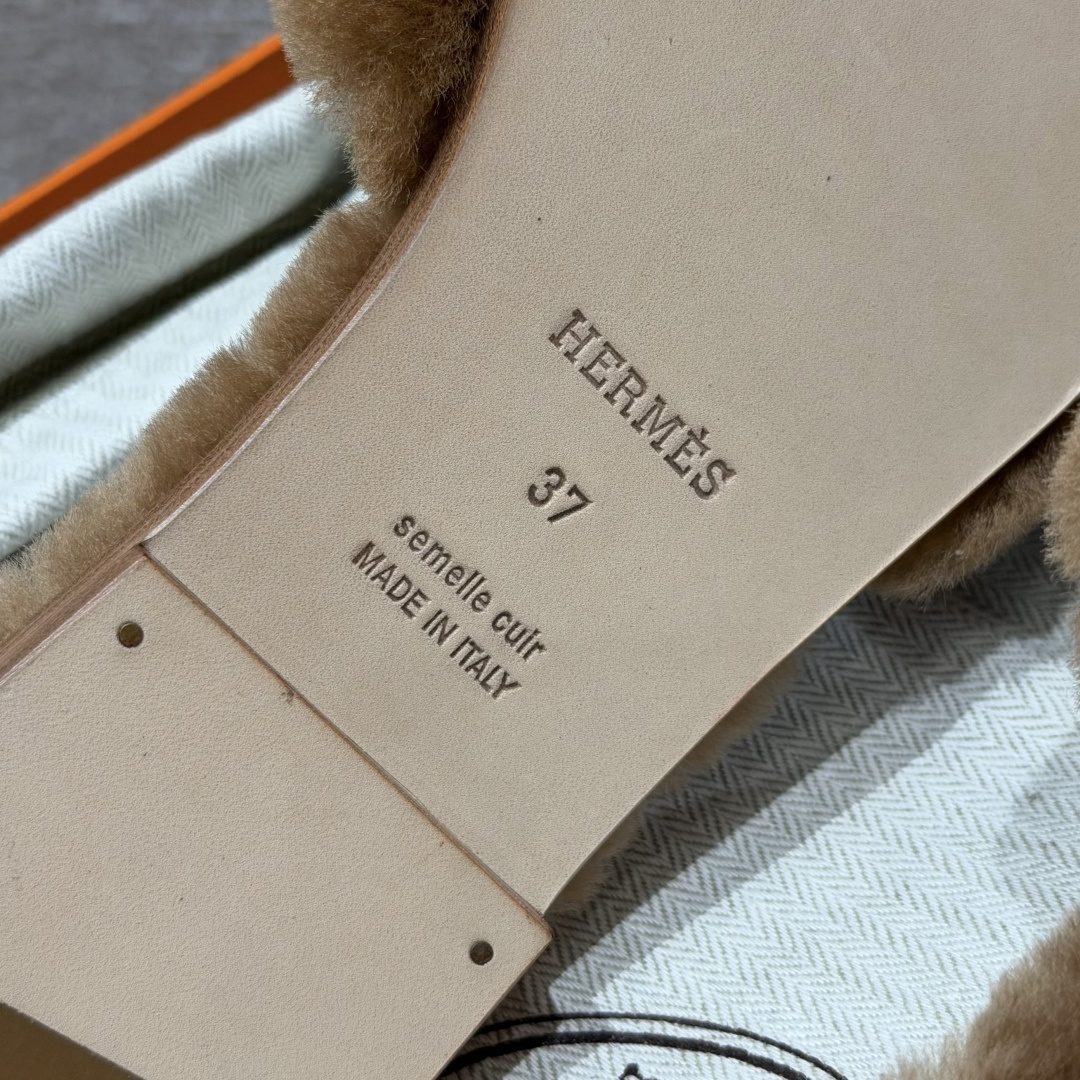 HERMÈS
37
semelle cuir
MADE IN ITALY